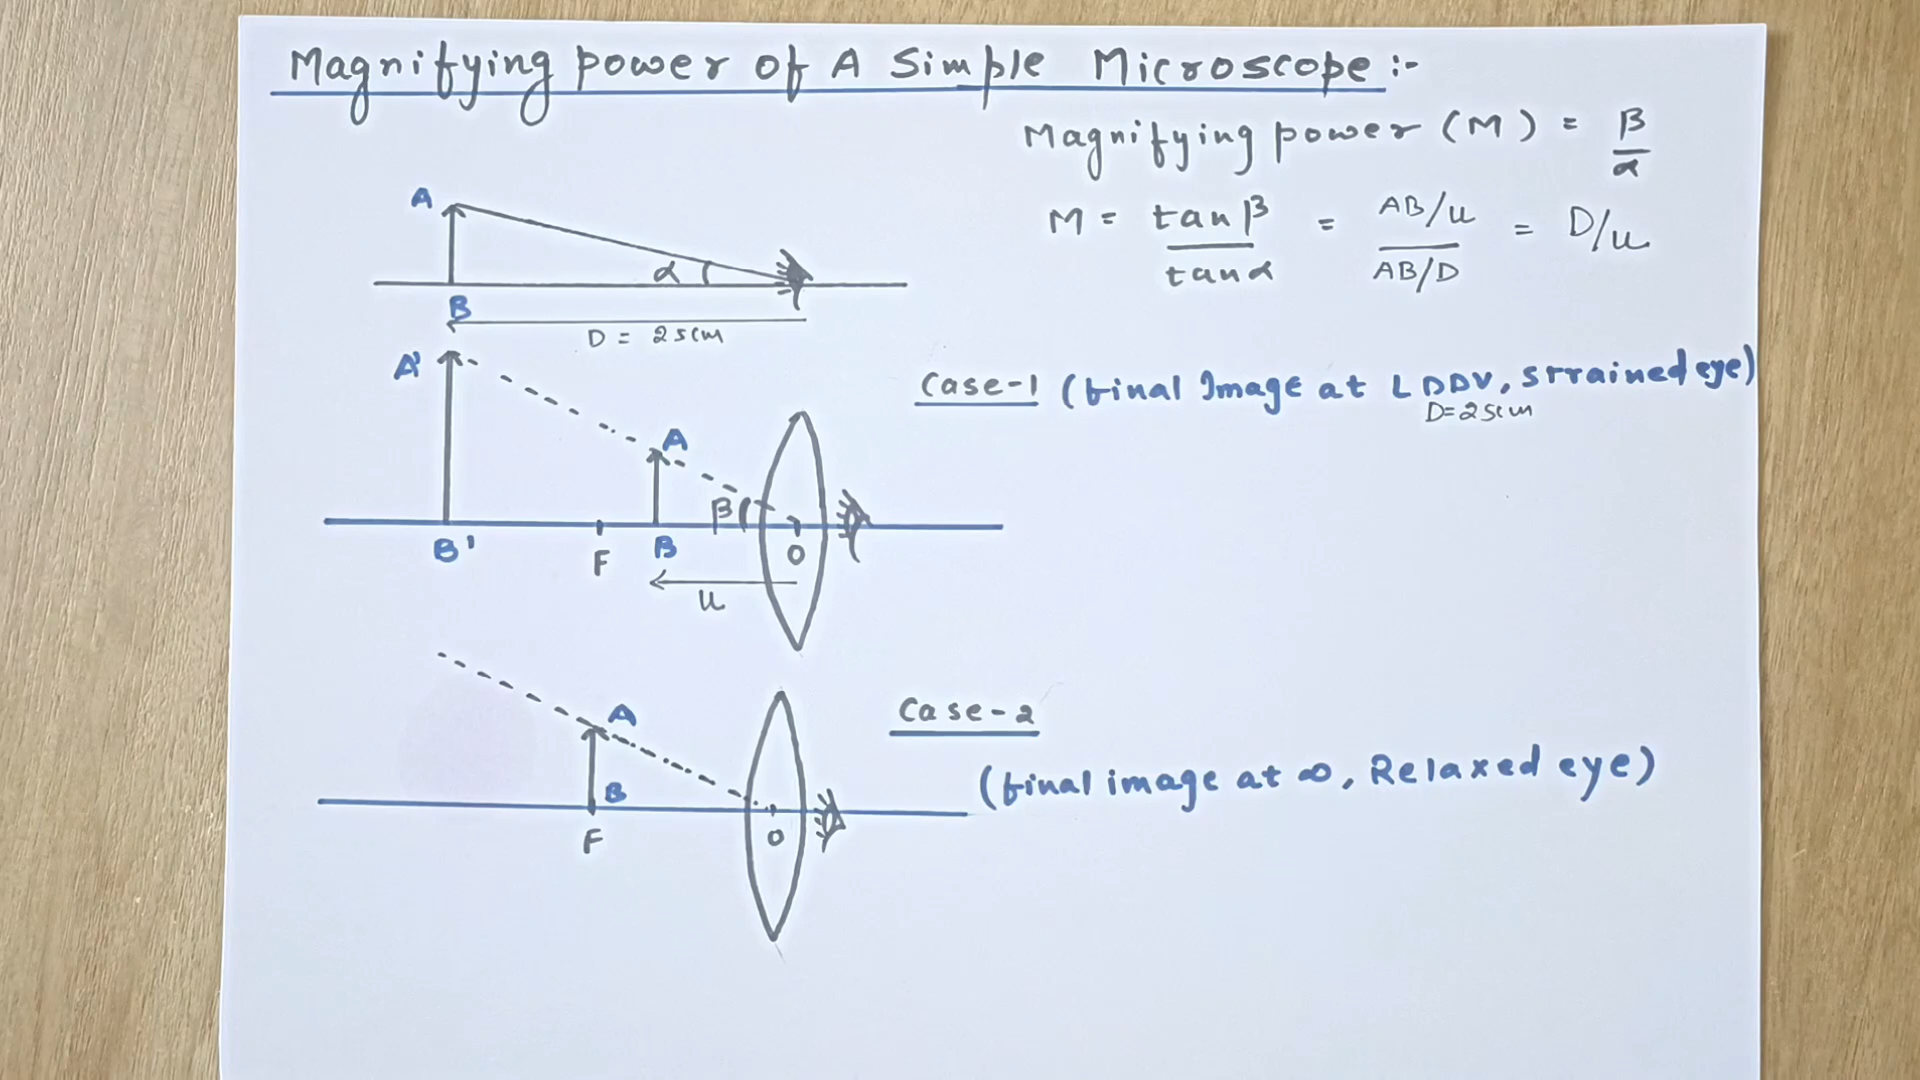 Magnifying power of A Simple Microscope :-
Magnifying power (M) = β/α
M = tanβ/tanα = AB/u / AB/D = D/u
A
α
B
D = 25cm
A'
Case-1 (final Image at LDDV, strained eye)
D=25cm
A
β
B'
F
B
O
u
Case-2
(final image at ∞, Relaxed eye)
A
B
F
O